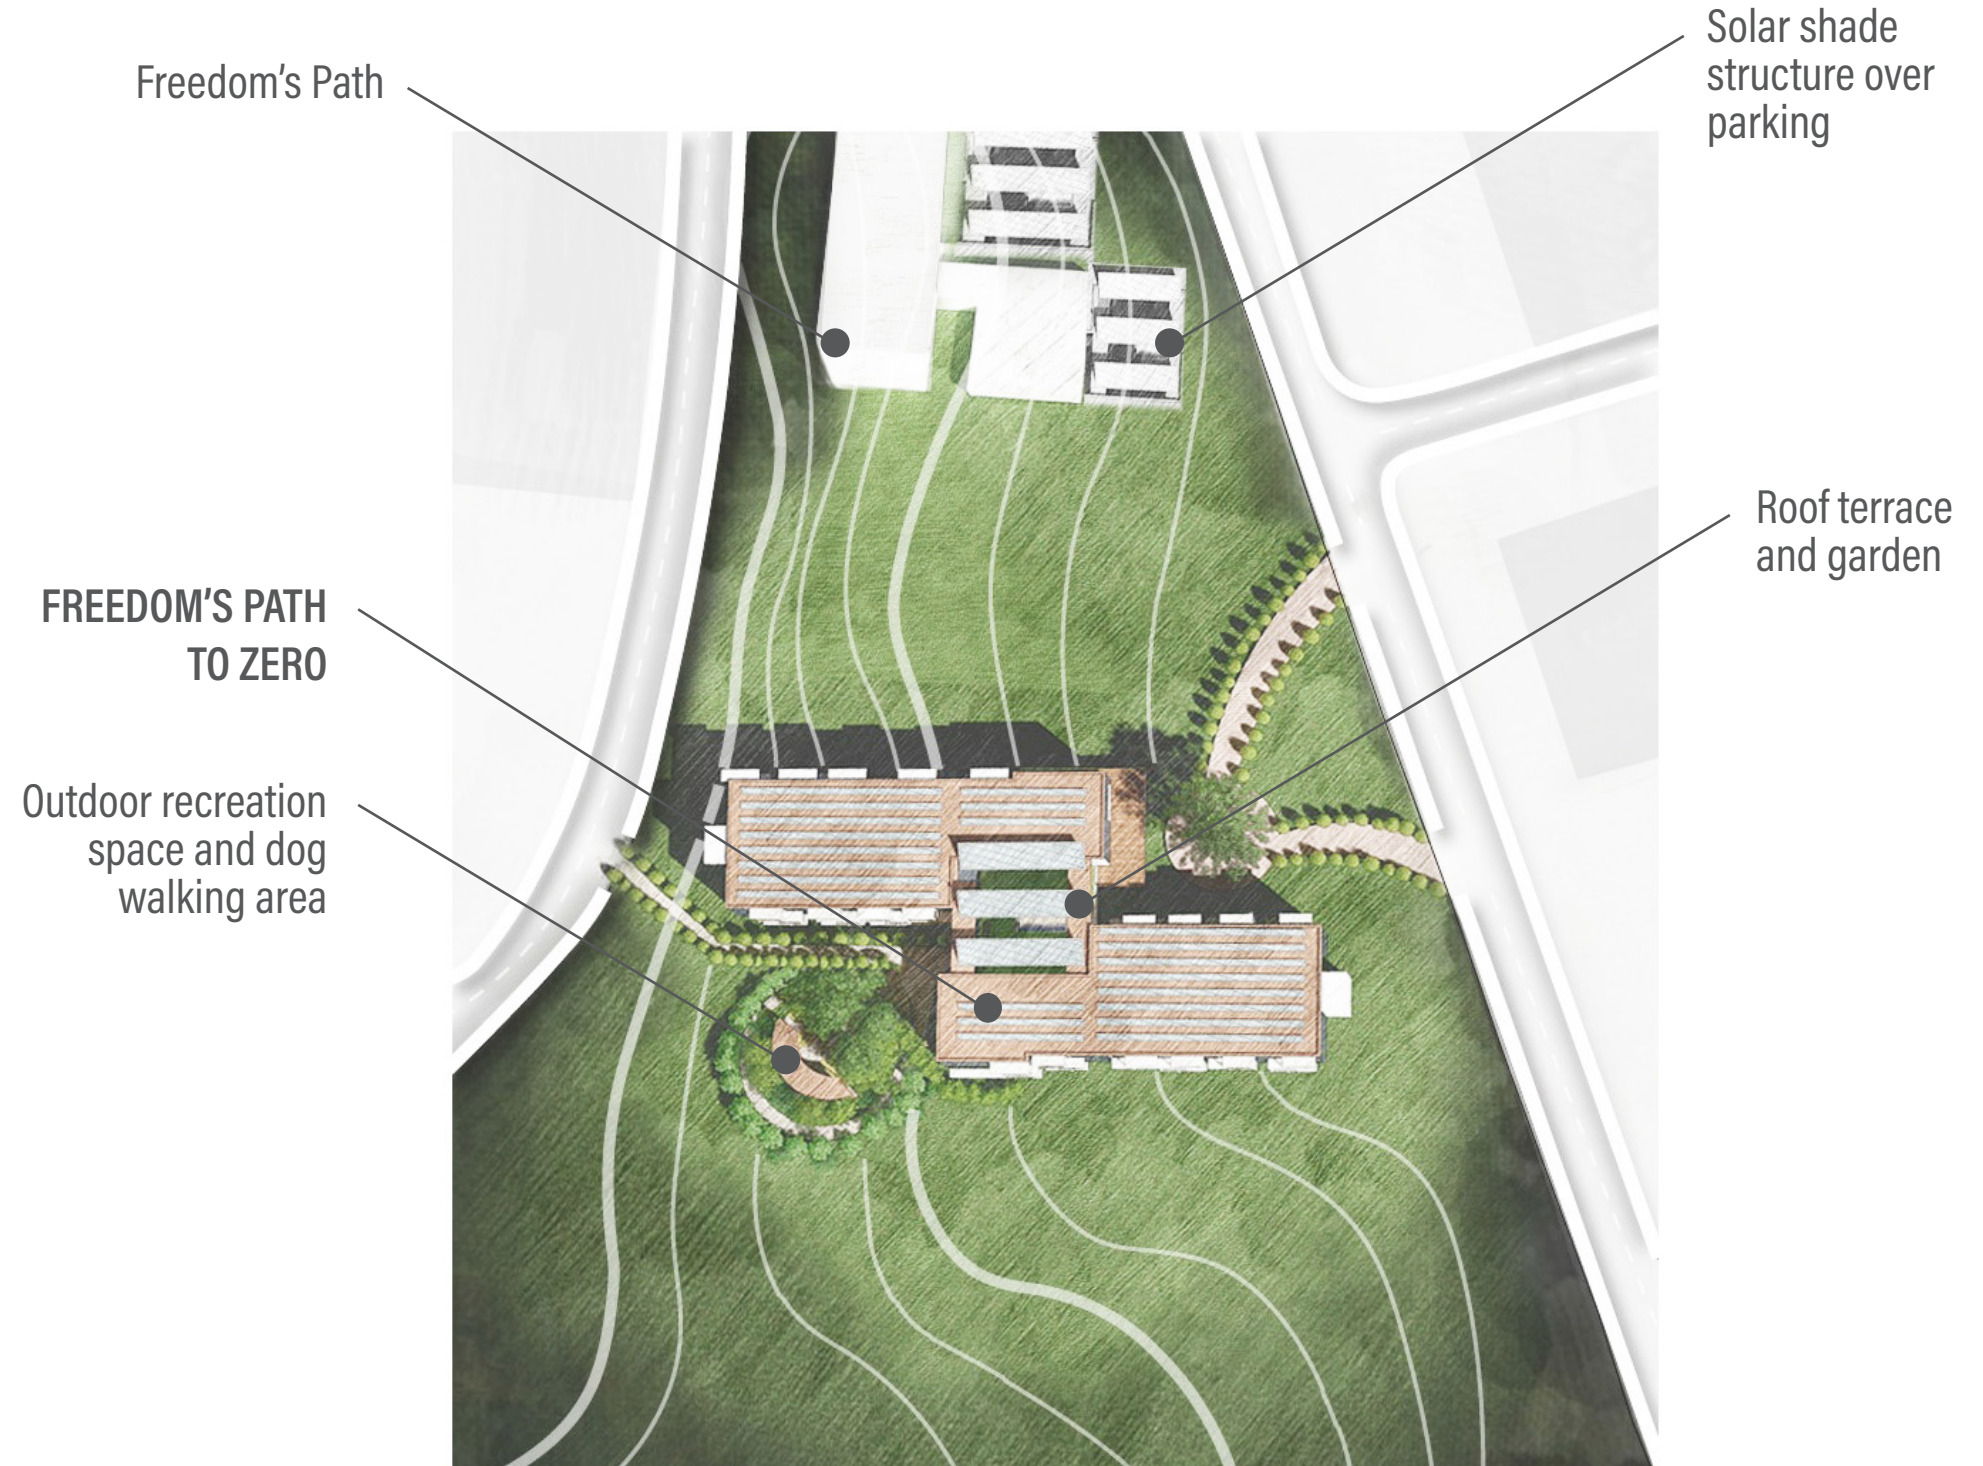 Freedom’s Path
Solar shade
structure over
parking
Roof terrace
and garden
FREEDOM’S PATH
TO ZERO
Outdoor recreation
space and dog
walking area